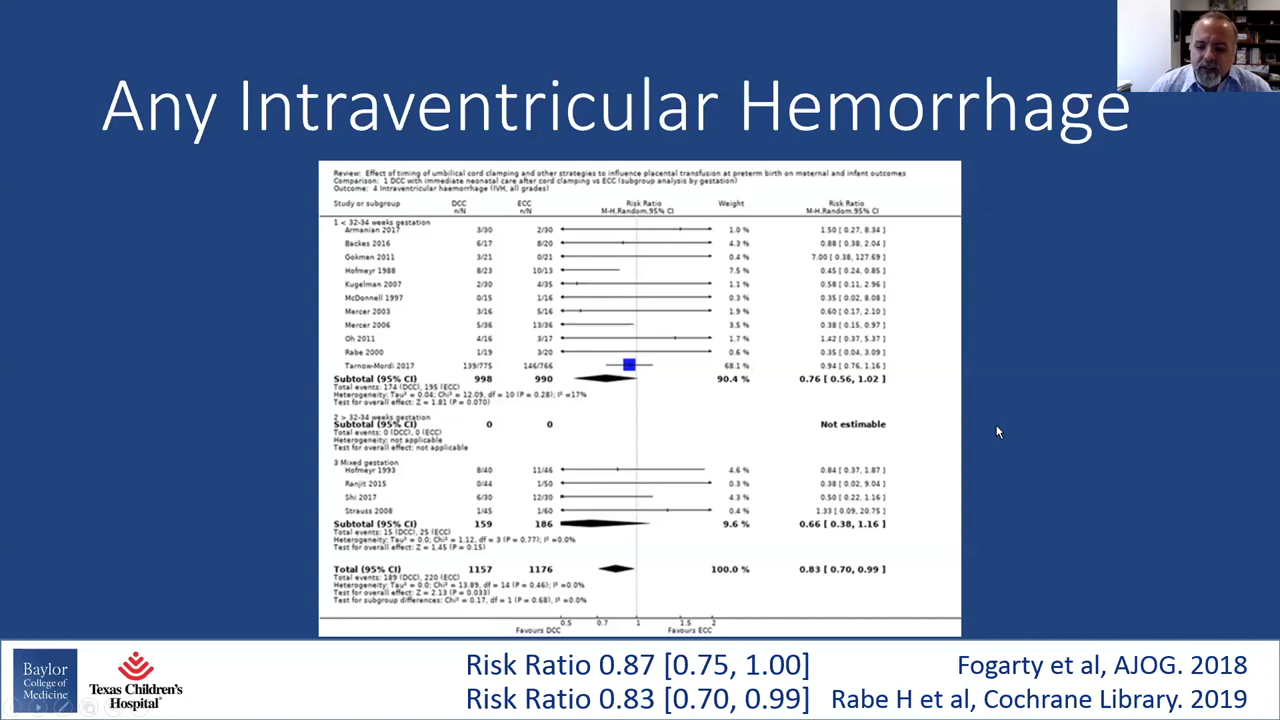 Any Intraventricular Hemorrhage
Review: Effect of timing of umbilical cord clamping and other strategies to influence placental transfusion at preterm birth on maternal and infant outcomes
Comparison: 1 DCC with immediate neonatal care after cord clamping vs ECC (subgroup analysis by gestation)
Outcome: 4 Intraventricular haemorrhage (IVH, all grades)
Study or subgroup DCC ECC Risk Ratio Weight Risk Ratio
n/N n/N M-H,Random,95% CI M-H,Random,95% CI
1 < 32-34 weeks gestation
Armanian 2017 3/30 2/30 1.0 % 1.50 [ 0.27, 8.34 ]
Backes 2016 6/17 8/20 4.3 % 0.88 [ 0.38, 2.04 ]
Gokmen 2011 3/21 0/21 0.4 % 7.00 [ 0.38, 127.69 ]
Hofmeyr 1988 8/23 10/13 7.5 % 0.45 [ 0.24, 0.85 ]
Kugelman 2007 2/30 4/35 1.1 % 0.58 [ 0.11, 2.96 ]
McDonnell 1997 0/15 1/16 0.3 % 0.35 [ 0.02, 8.08 ]
Mercer 2003 3/16 5/16 1.9 % 0.60 [ 0.17, 2.10 ]
Mercer 2006 5/36 13/36 3.5 % 0.38 [ 0.15, 0.97 ]
Oh 2011 4/16 3/17 1.7 % 1.42 [ 0.37, 5.37 ]
Rabe 2000 1/19 3/20 0.6 % 0.35 [ 0.04, 3.09 ]
Tarnow-Mordi 2017 139/775 146/766 68.1 % 0.94 [ 0.76, 1.16 ]
Subtotal (95% CI) 998 990 90.4 % 0.76 [ 0.56, 1.02 ]
Total events: 174 (DCC), 195 (ECC)
Heterogeneity: Tau² = 0.04; Chi² = 12.09, df = 10 (P = 0.28); I² =17%
Test for overall effect: Z = 1.81 (P = 0.070)
2 > 32-34 weeks gestation
Subtotal (95% CI) 0 0 Not estimable
Total events: 0 (DCC), 0 (ECC)
Heterogeneity: not applicable
Test for overall effect: not applicable
3 Mixed gestation
Hofmeyr 1993 8/40 11/46 4.6 % 0.84 [ 0.37, 1.87 ]
Ranjit 2015 0/44 1/50 0.3 % 0.38 [ 0.02, 9.04 ]
Shi 2017 6/30 12/30 4.3 % 0.50 [ 0.22, 1.16 ]
Strauss 2008 1/45 1/60 0.4 % 1.33 [ 0.09, 20.75 ]
Subtotal (95% CI) 159 186 9.6 % 0.66 [ 0.38, 1.16 ]
Total events: 15 (DCC), 25 (ECC)
Heterogeneity: Tau² = 0.0; Chi² = 1.12, df = 3 (P = 0.77); I² =0.0%
Test for overall effect: Z = 1.45 (P = 0.15)
Total (95% CI) 1157 1176 100.0 % 0.83 [ 0.70, 0.99 ]
Total events: 189 (DCC), 220 (ECC)
Heterogeneity: Tau² = 0.0; Chi² = 13.89, df = 14 (P = 0.46); I² =0.0%
Test for overall effect: Z = 2.13 (P = 0.033)
Test for subgroup differences: Chi² = 0.17, df = 1 (P = 0.68), I² =0.0%
0.5 0.7 1 1.5 2
Favours DCC Favours ECC
Baylor College of Medicine
Texas Children's Hospital®
Risk Ratio 0.87 [0.75, 1.00] Fogarty et al, AJOG. 2018
Risk Ratio 0.83 [0.70, 0.99] Rabe H et al, Cochrane Library. 2019